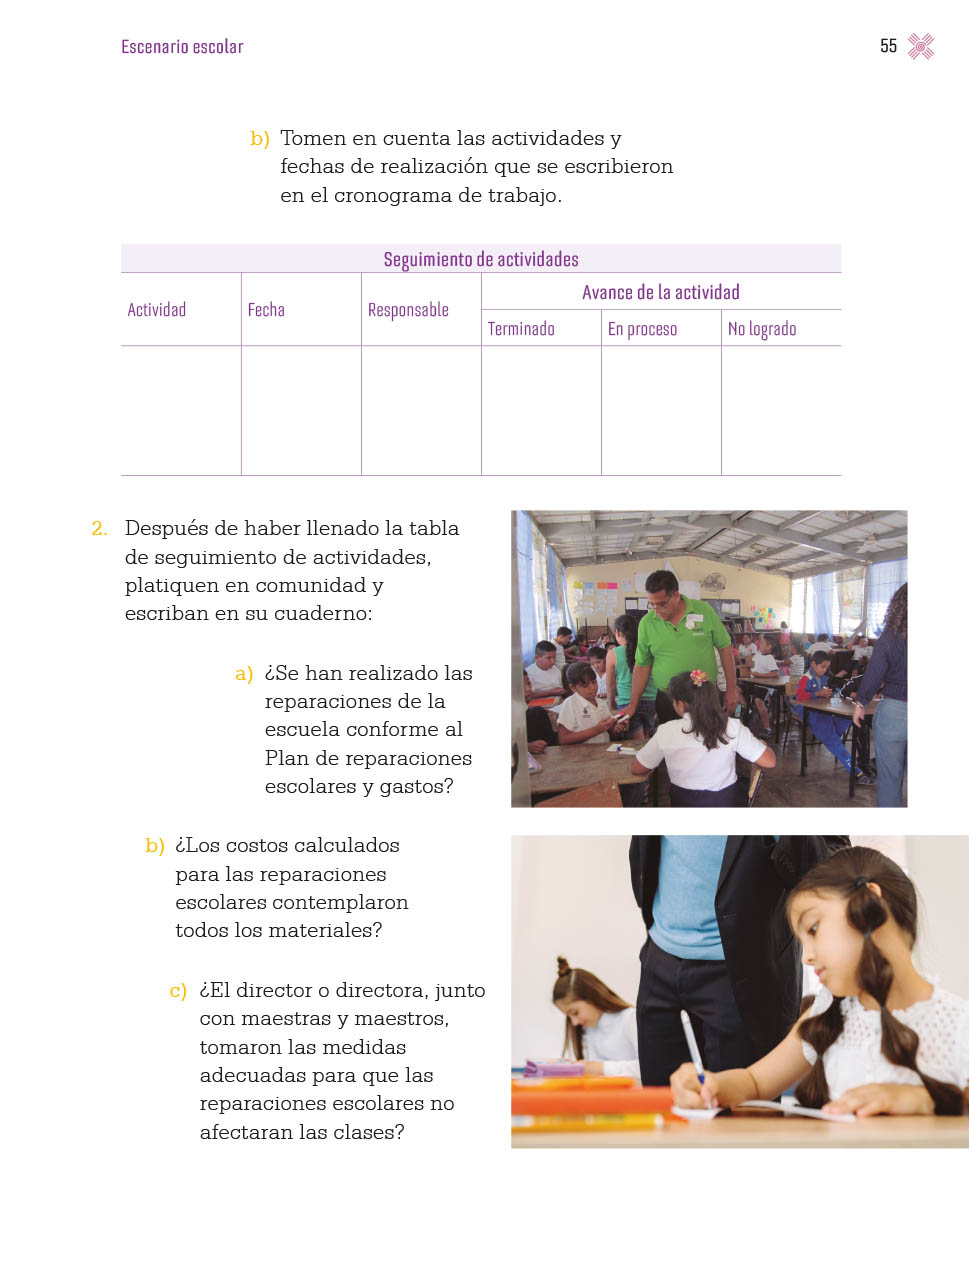 Escenario escolar
55
b) Tomen en cuenta las actividades y
fechas de realización que se escribieron
en el cronograma de trabajo.
Seguimiento de actividades
Actividad
Fecha
Responsable
Avance de la actividad
Terminado
En proceso
No logrado
2. Después de haber llenado la tabla
de seguimiento de actividades,
platiquen en comunidad y
escriban en su cuaderno:
a) ¿Se han realizado las
reparaciones de la
escuela conforme al
Plan de reparaciones
escolares y gastos?
b) ¿Los costos calculados
para las reparaciones
escolares contemplaron
todos los materiales?
c) ¿El director o directora, junto
con maestras y maestros,
tomaron las medidas
adecuadas para que las
reparaciones escolares no
afectaran las clases?